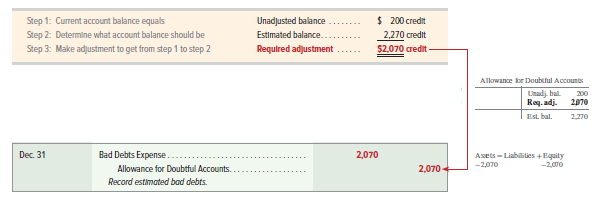 Step 1: Current account balance equals Unadjusted balance ........ $ 200 credit
Step 2: Determine what account balance should be Estimated balance.......... 2,270 credit
Step 3: Make adjustment to get from step 1 to step 2 Required adjustment ...... $2,070 credit
Allowance for Doubtful Accounts
Unadj. bal. 200
Req. adj. 2,070
Est. bal. 2,270
Dec. 31 Bad Debts Expense .................................. 2,070
Allowance for Doubtful Accounts................... 2,070
Record estimated bad debts.
Assets = Liabilities + Equity
−2,070 −2,070